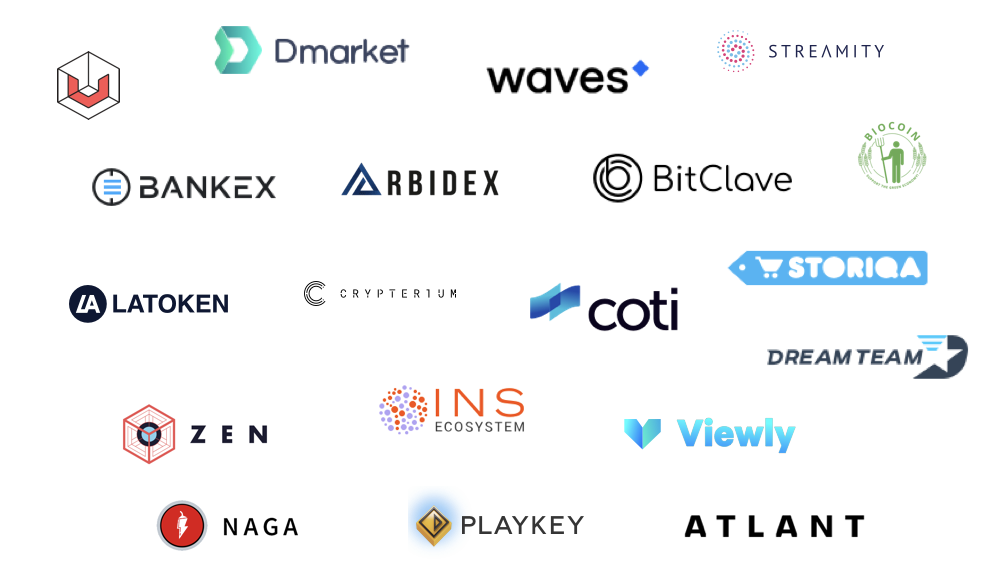 Dmarket
waves
STREAMITY
BIOCOIN
BANKEX
ARBIDEX
BitClave
STORIQA
LATOKEN
CRYPTERIUM
coti
DREAM TEAM
INS
ECOSYSTEM
ZEN
Viewly
NAGA
PLAYKEY
ATLANT